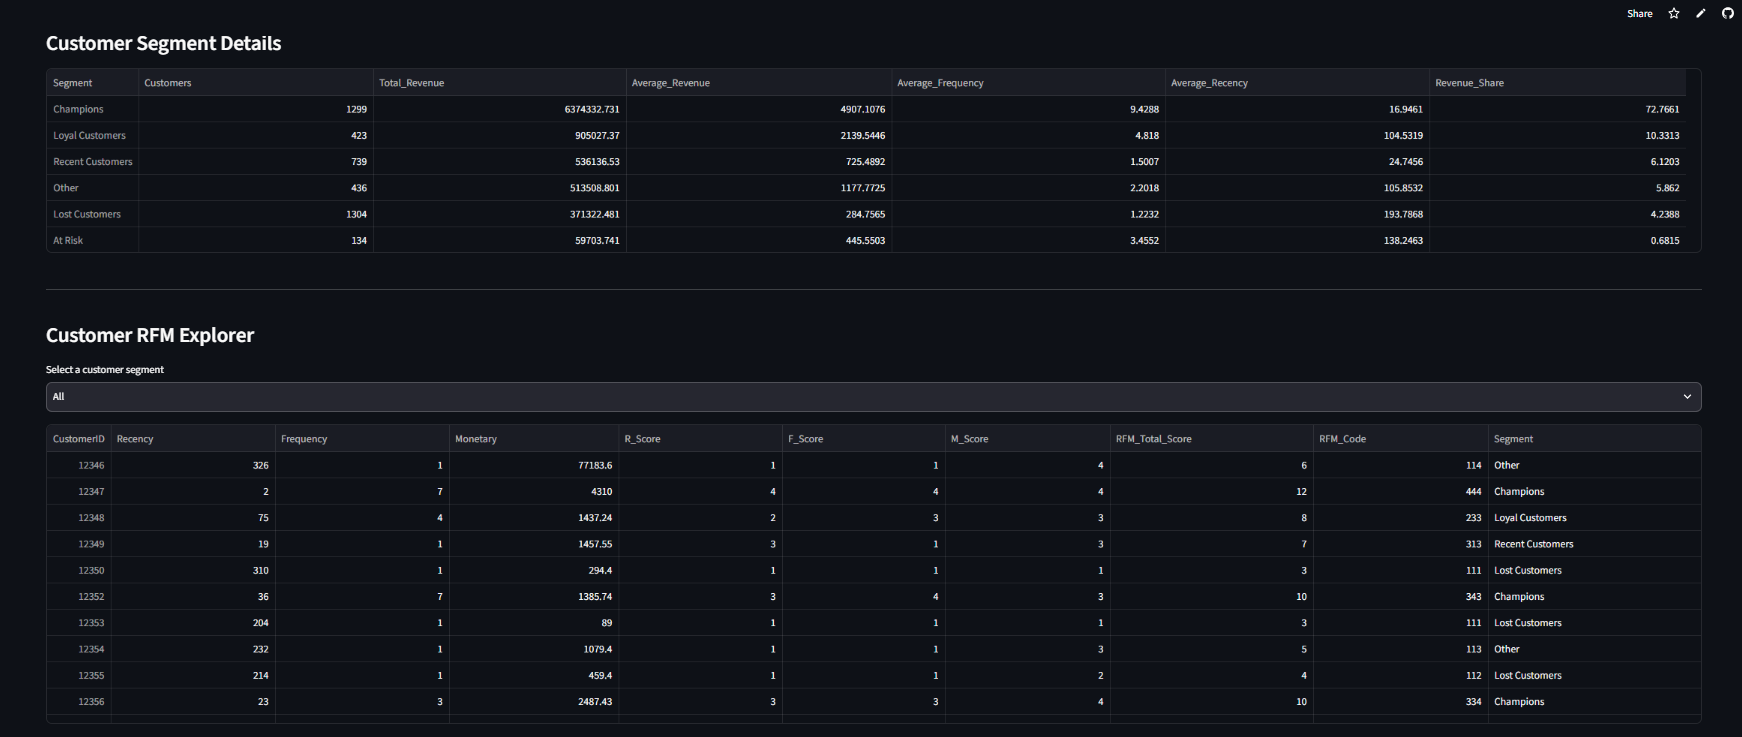 Share
Customer Segment Details
Segment Customers Total_Revenue Average_Revenue Average_Frequency Average_Recency Revenue_Share
Champions 1299 6374332.731 4907.1076 9.4288 16.9461 72.7661
Loyal Customers 423 905027.37 2139.5446 4.818 104.5319 10.3313
Recent Customers 739 536136.53 725.4892 1.5007 24.7456 6.1203
Other 436 513508.801 1177.7725 2.2018 105.8532 5.862
Lost Customers 1304 371322.481 284.7565 1.2232 193.7868 4.2388
At Risk 134 59703.741 445.5503 3.4552 138.2463 0.6815
Customer RFM Explorer
Select a customer segment
All
CustomerID Recency Frequency Monetary R_Score F_Score M_Score RFM_Total_Score RFM_Code Segment
12346 326 1 77183.6 1 1 4 6 114 Other
12347 2 7 4310 4 4 4 12 444 Champions
12348 75 4 1437.24 2 3 3 8 233 Loyal Customers
12349 19 1 1457.55 3 1 3 7 313 Recent Customers
12350 310 1 294.4 1 1 1 3 111 Lost Customers
12352 36 7 1385.74 3 4 3 10 343 Champions
12353 204 1 89 1 1 1 3 111 Lost Customers
12354 232 1 1079.4 1 1 3 5 113 Other
12355 214 1 459.4 1 1 2 4 112 Lost Customers
12356 23 3 2487.43 3 3 4 10 334 Champions